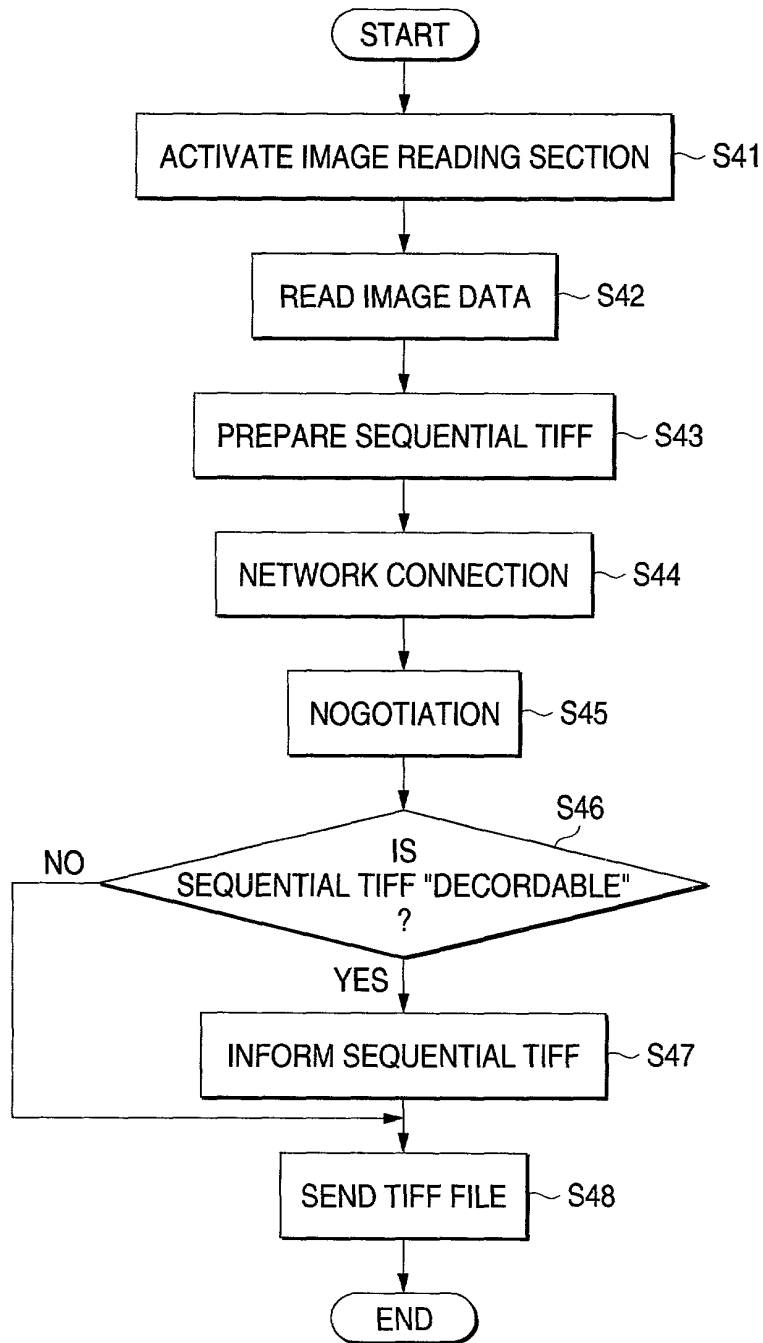 START
ACTIVATE IMAGE READING SECTION
S41
READ IMAGE DATA
S42
PREPARE SEQUENTIAL TIFF
S43
NETWORK CONNECTION
S44
NOGOTIATION
S45
S46
IS
SEQUENTIAL TIFF "DECORDABLE"
?
NO
YES
INFORM SEQUENTIAL TIFF
S47
SEND TIFF FILE
S48
END